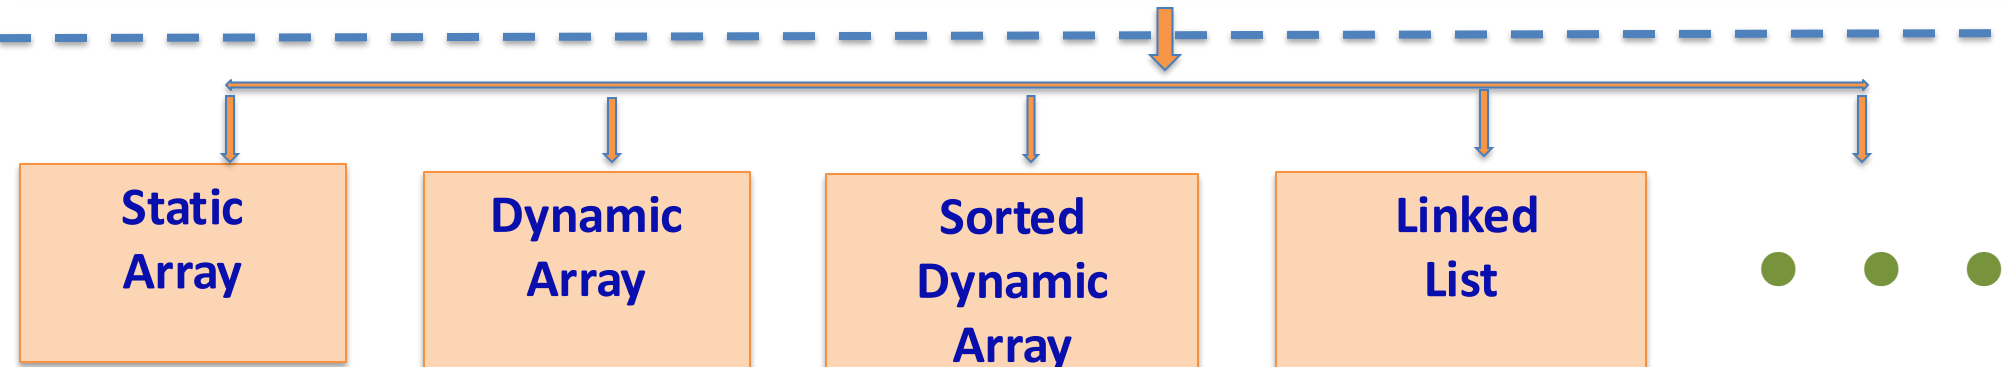 Static
Array
Dynamic
Array
Sorted
Dynamic
Array
Linked
List